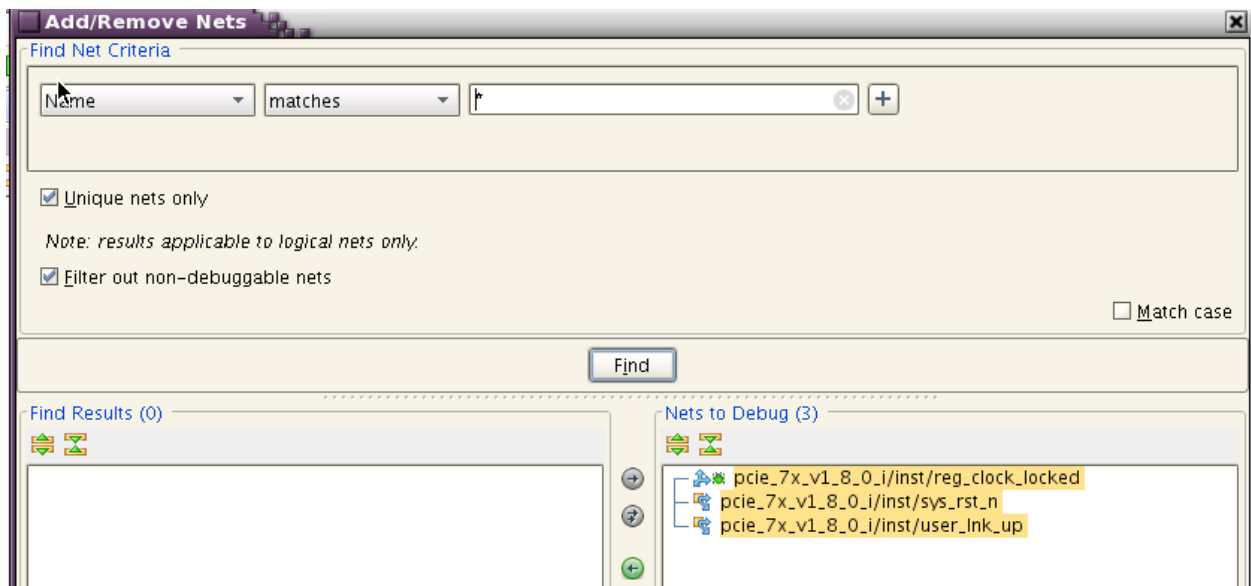 Add/Remove Nets
Find Net Criteria
Name matches *
Unique nets only
Note: results applicable to logical nets only.
Filter out non-debuggable nets
Match case
Find
Find Results (0) Nets to Debug (3)
pcie_7x_v1_8_0_i/inst/reg_clock_locked
pcie_7x_v1_8_0_i/inst/sys_rst_n
pcie_7x_v1_8_0_i/inst/user_lnk_up